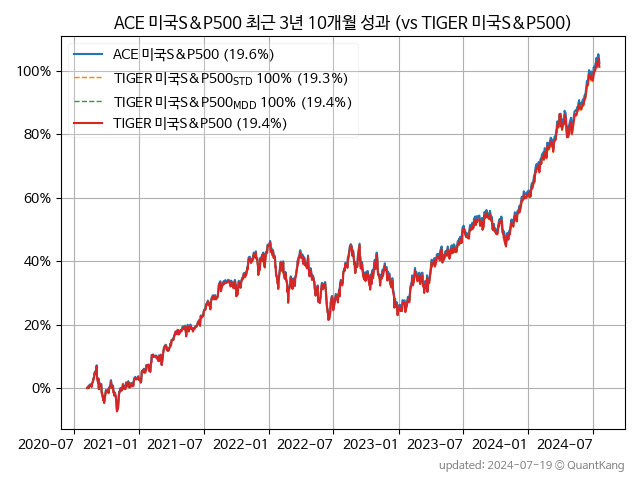 ACE 미국S&P500 최근 3년 10개월 성과 (vs TIGER 미국S&P500)
ACE 미국S&P500 (19.6%)
TIGER 미국S&P500STD 100% (19.3%)
TIGER 미국S&P500MDD 100% (19.4%)
TIGER 미국S&P500 (19.4%)
100%
80%
60%
40%
20%
0%
2020-07 2021-01 2021-07 2022-01 2022-07 2023-01 2023-07 2024-01 2024-07
updated: 2024-07-19 © QuantKang